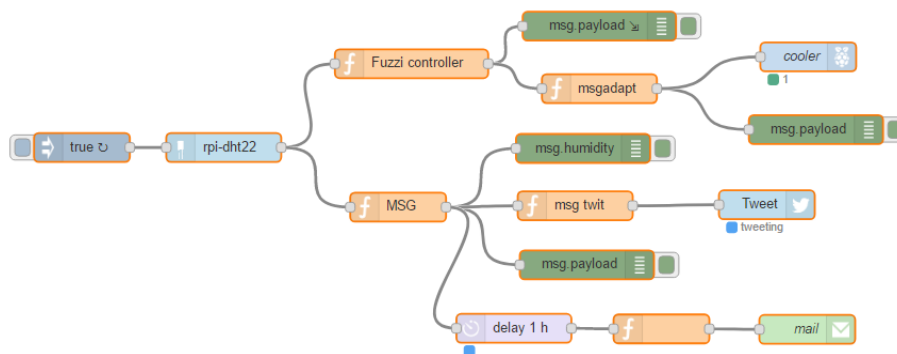 msg.payload ⇲
Fuzzi controller
cooler
msgadapt
1
msg.payload
true ↻
rpi-dht22
msg.humidity
MSG
msg twit
Tweet
tweeting
msg.payload
delay 1 h
mail